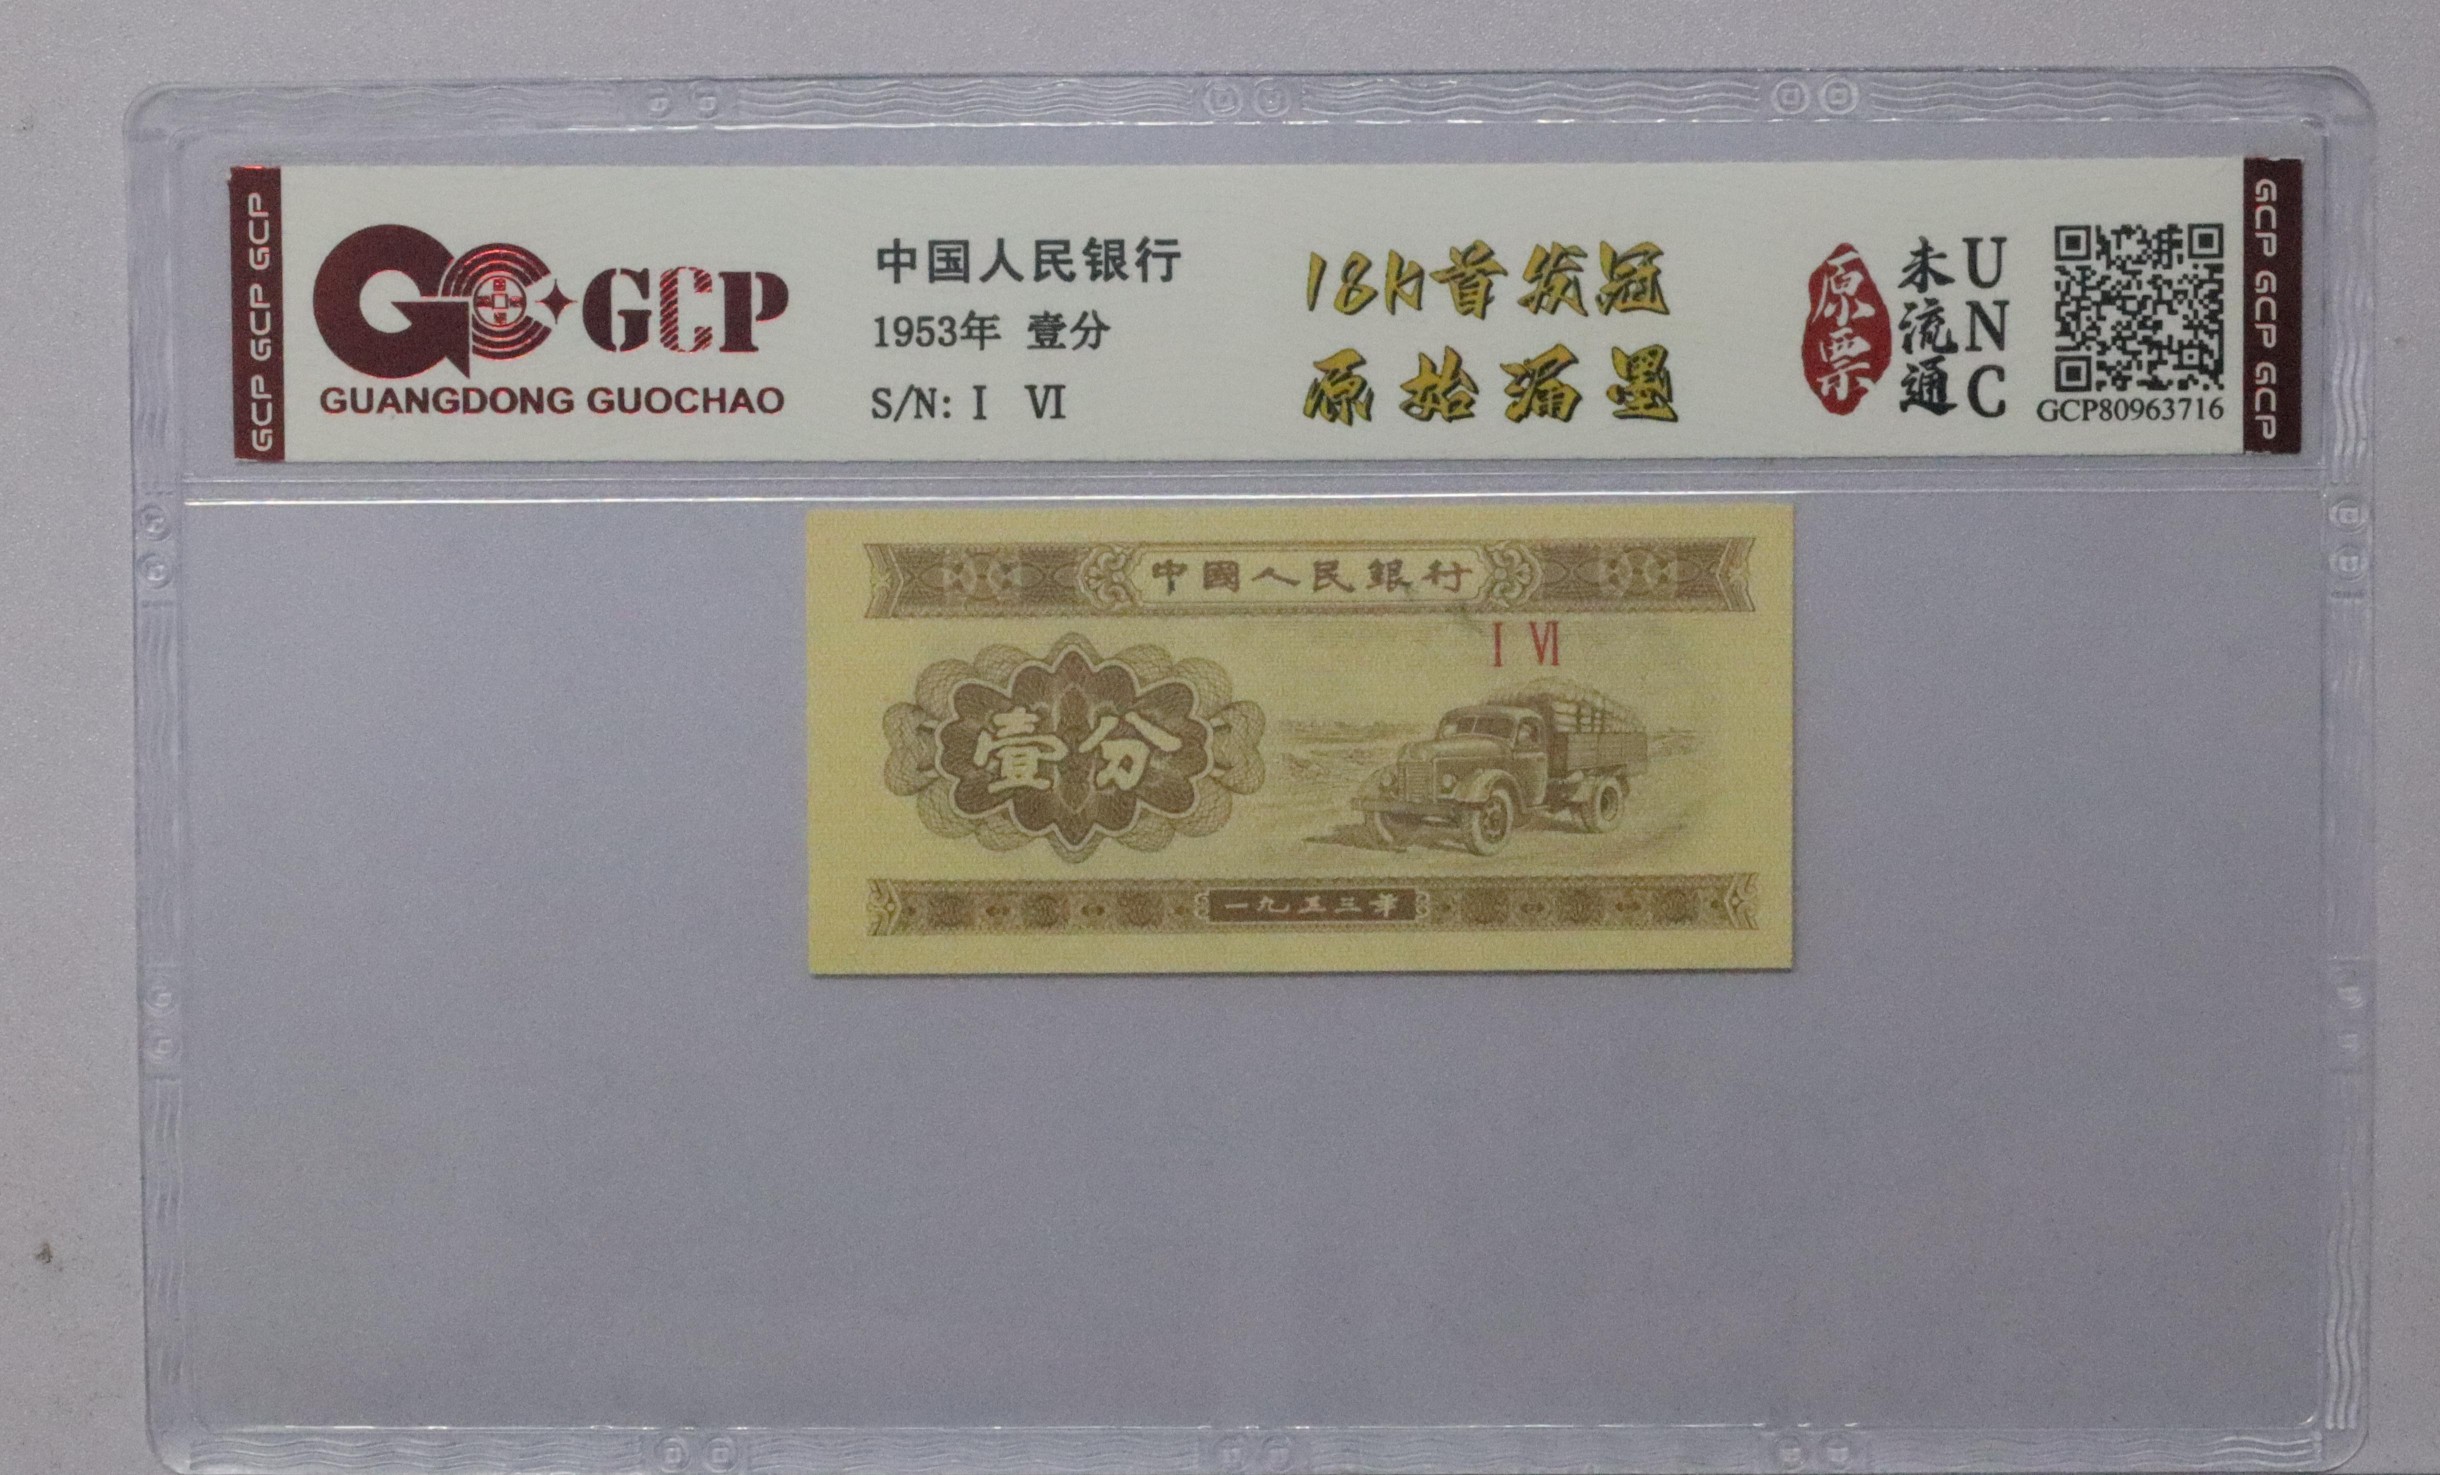 GCP GCP GCP
GCP
GUANGDONG GUOCHAO
中国人民银行
1953年 壹分
S/N: I VI
18k首发冠
原始漏墨
原票
未流通
UNC
GCP80963716
GCP GCP GCP
中國人民銀行
I VI
壹分
一九五三年